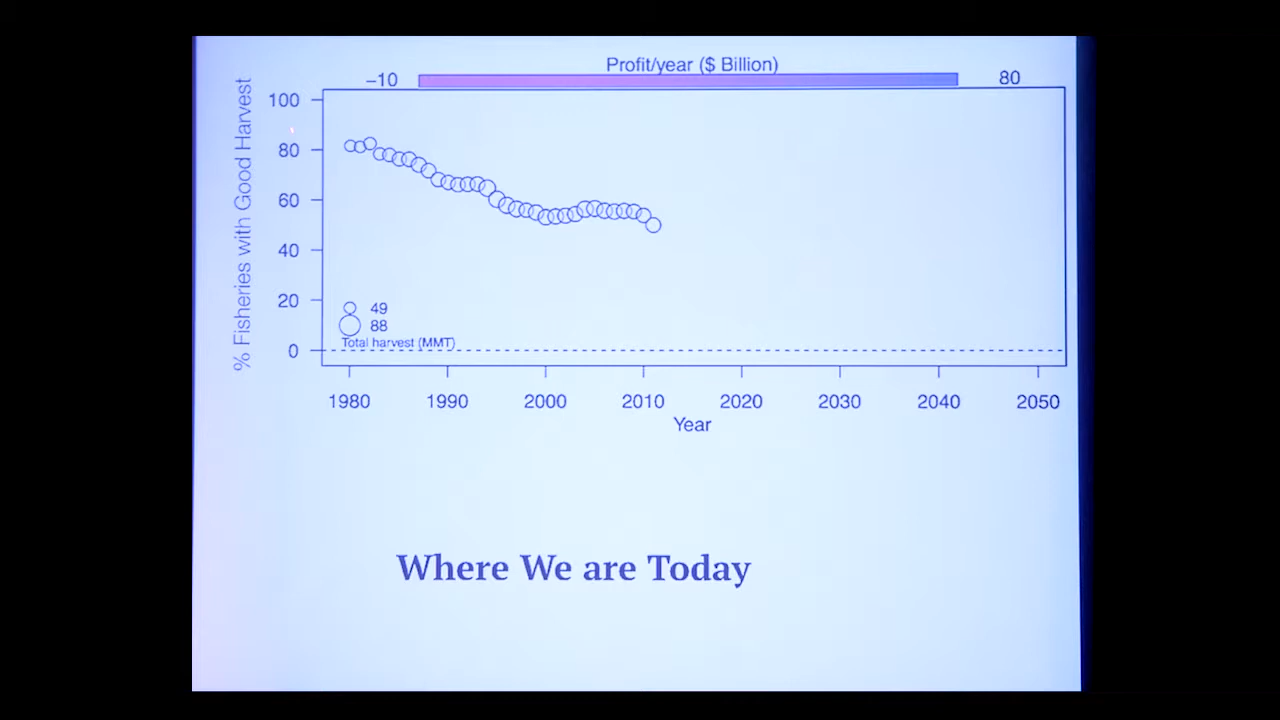 Profit/year ($ Billion)
−10 80
% Fisheries with Good Harvest
100
80
60
40
20
0
49
88
Total harvest (MMT)
1980 1990 2000 2010 2020 2030 2040 2050
Year
Where We are Today